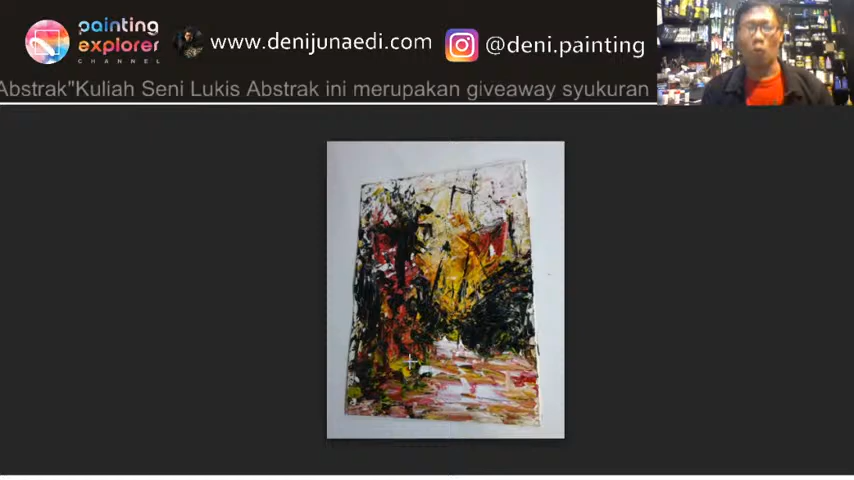 painting
explorer
CHANNEL
www.denijunaedi.com
@deni.painting
Abstrak"Kuliah Seni Lukis Abstrak ini merupakan giveaway syukuran